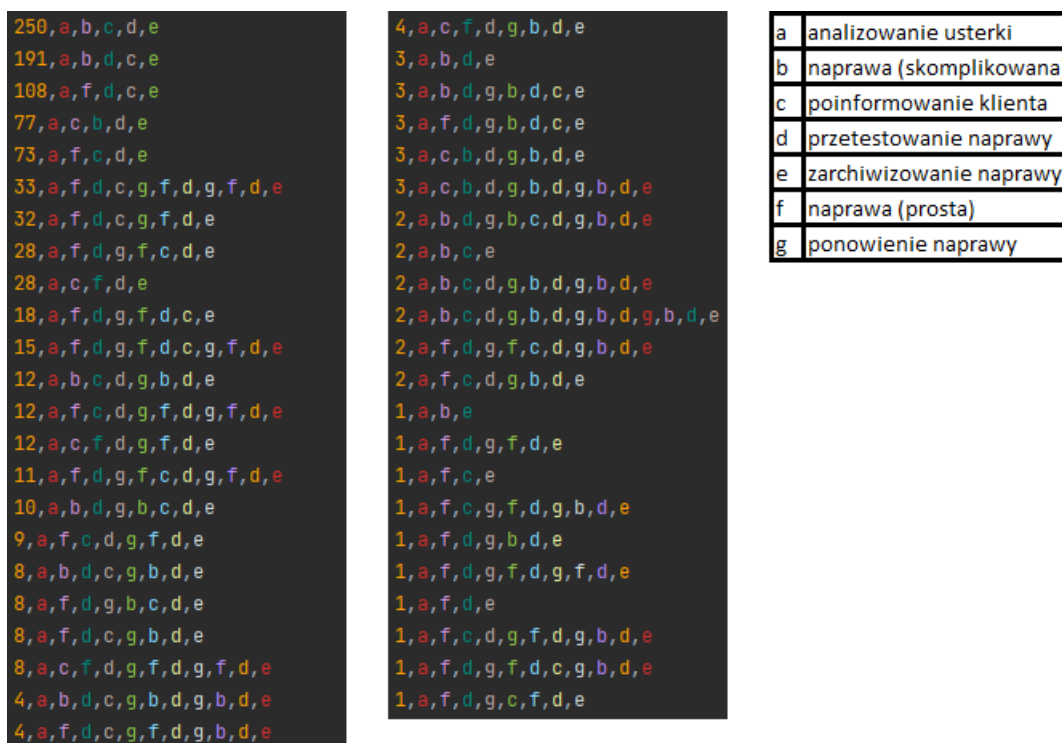 250,a,b,c,d,e
191,a,b,d,c,e
108,a,f,d,c,e
77,a,c,b,d,e
73,a,f,c,d,e
33,a,f,d,c,g,f,d,g,f,d,e
32,a,f,d,c,g,f,d,e
28,a,f,d,g,f,c,d,e
28,a,c,f,d,e
18,a,f,d,g,f,d,c,e
15,a,f,d,g,f,d,c,g,f,d,e
12,a,b,c,d,g,b,d,e
12,a,f,c,d,g,f,d,g,f,d,e
12,a,c,f,d,g,f,d,e
11,a,f,d,g,f,c,d,g,f,d,e
10,a,b,d,g,b,c,d,e
9,a,f,c,d,g,f,d,e
8,a,b,d,c,g,b,d,e
8,a,f,d,g,b,c,d,e
8,a,f,d,c,g,b,d,e
8,a,c,f,d,g,f,d,g,f,d,e
4,a,b,d,c,g,b,d,g,b,d,e
4,a,f,d,c,g,f,d,g,b,d,e
4,a,c,f,d,g,b,d,e
3,a,b,d,e
3,a,b,d,g,b,d,c,e
3,a,f,d,g,b,d,c,e
3,a,c,b,d,g,b,d,e
3,a,c,b,d,g,b,d,g,b,d,e
2,a,b,d,g,b,c,d,g,b,d,e
2,a,b,c,e
2,a,b,c,d,g,b,d,g,b,d,e
2,a,b,c,d,g,b,d,g,b,d,g,b,d,e
2,a,f,d,g,f,c,d,g,b,d,e
2,a,f,c,d,g,b,d,e
1,a,b,e
1,a,f,d,g,f,d,e
1,a,f,c,e
1,a,f,c,g,f,d,g,b,d,e
1,a,f,d,g,b,d,e
1,a,f,d,g,f,d,g,f,d,e
1,a,f,d,e
1,a,f,c,d,g,f,d,g,b,d,e
1,a,f,d,g,f,d,c,g,b,d,e
1,a,f,d,g,c,f,d,e
a analizowanie usterki
b naprawa (skomplikowana
c poinformowanie klienta
d przetestowanie naprawy
e zarchiwizowanie naprawy
f naprawa (prosta)
g ponowienie naprawy